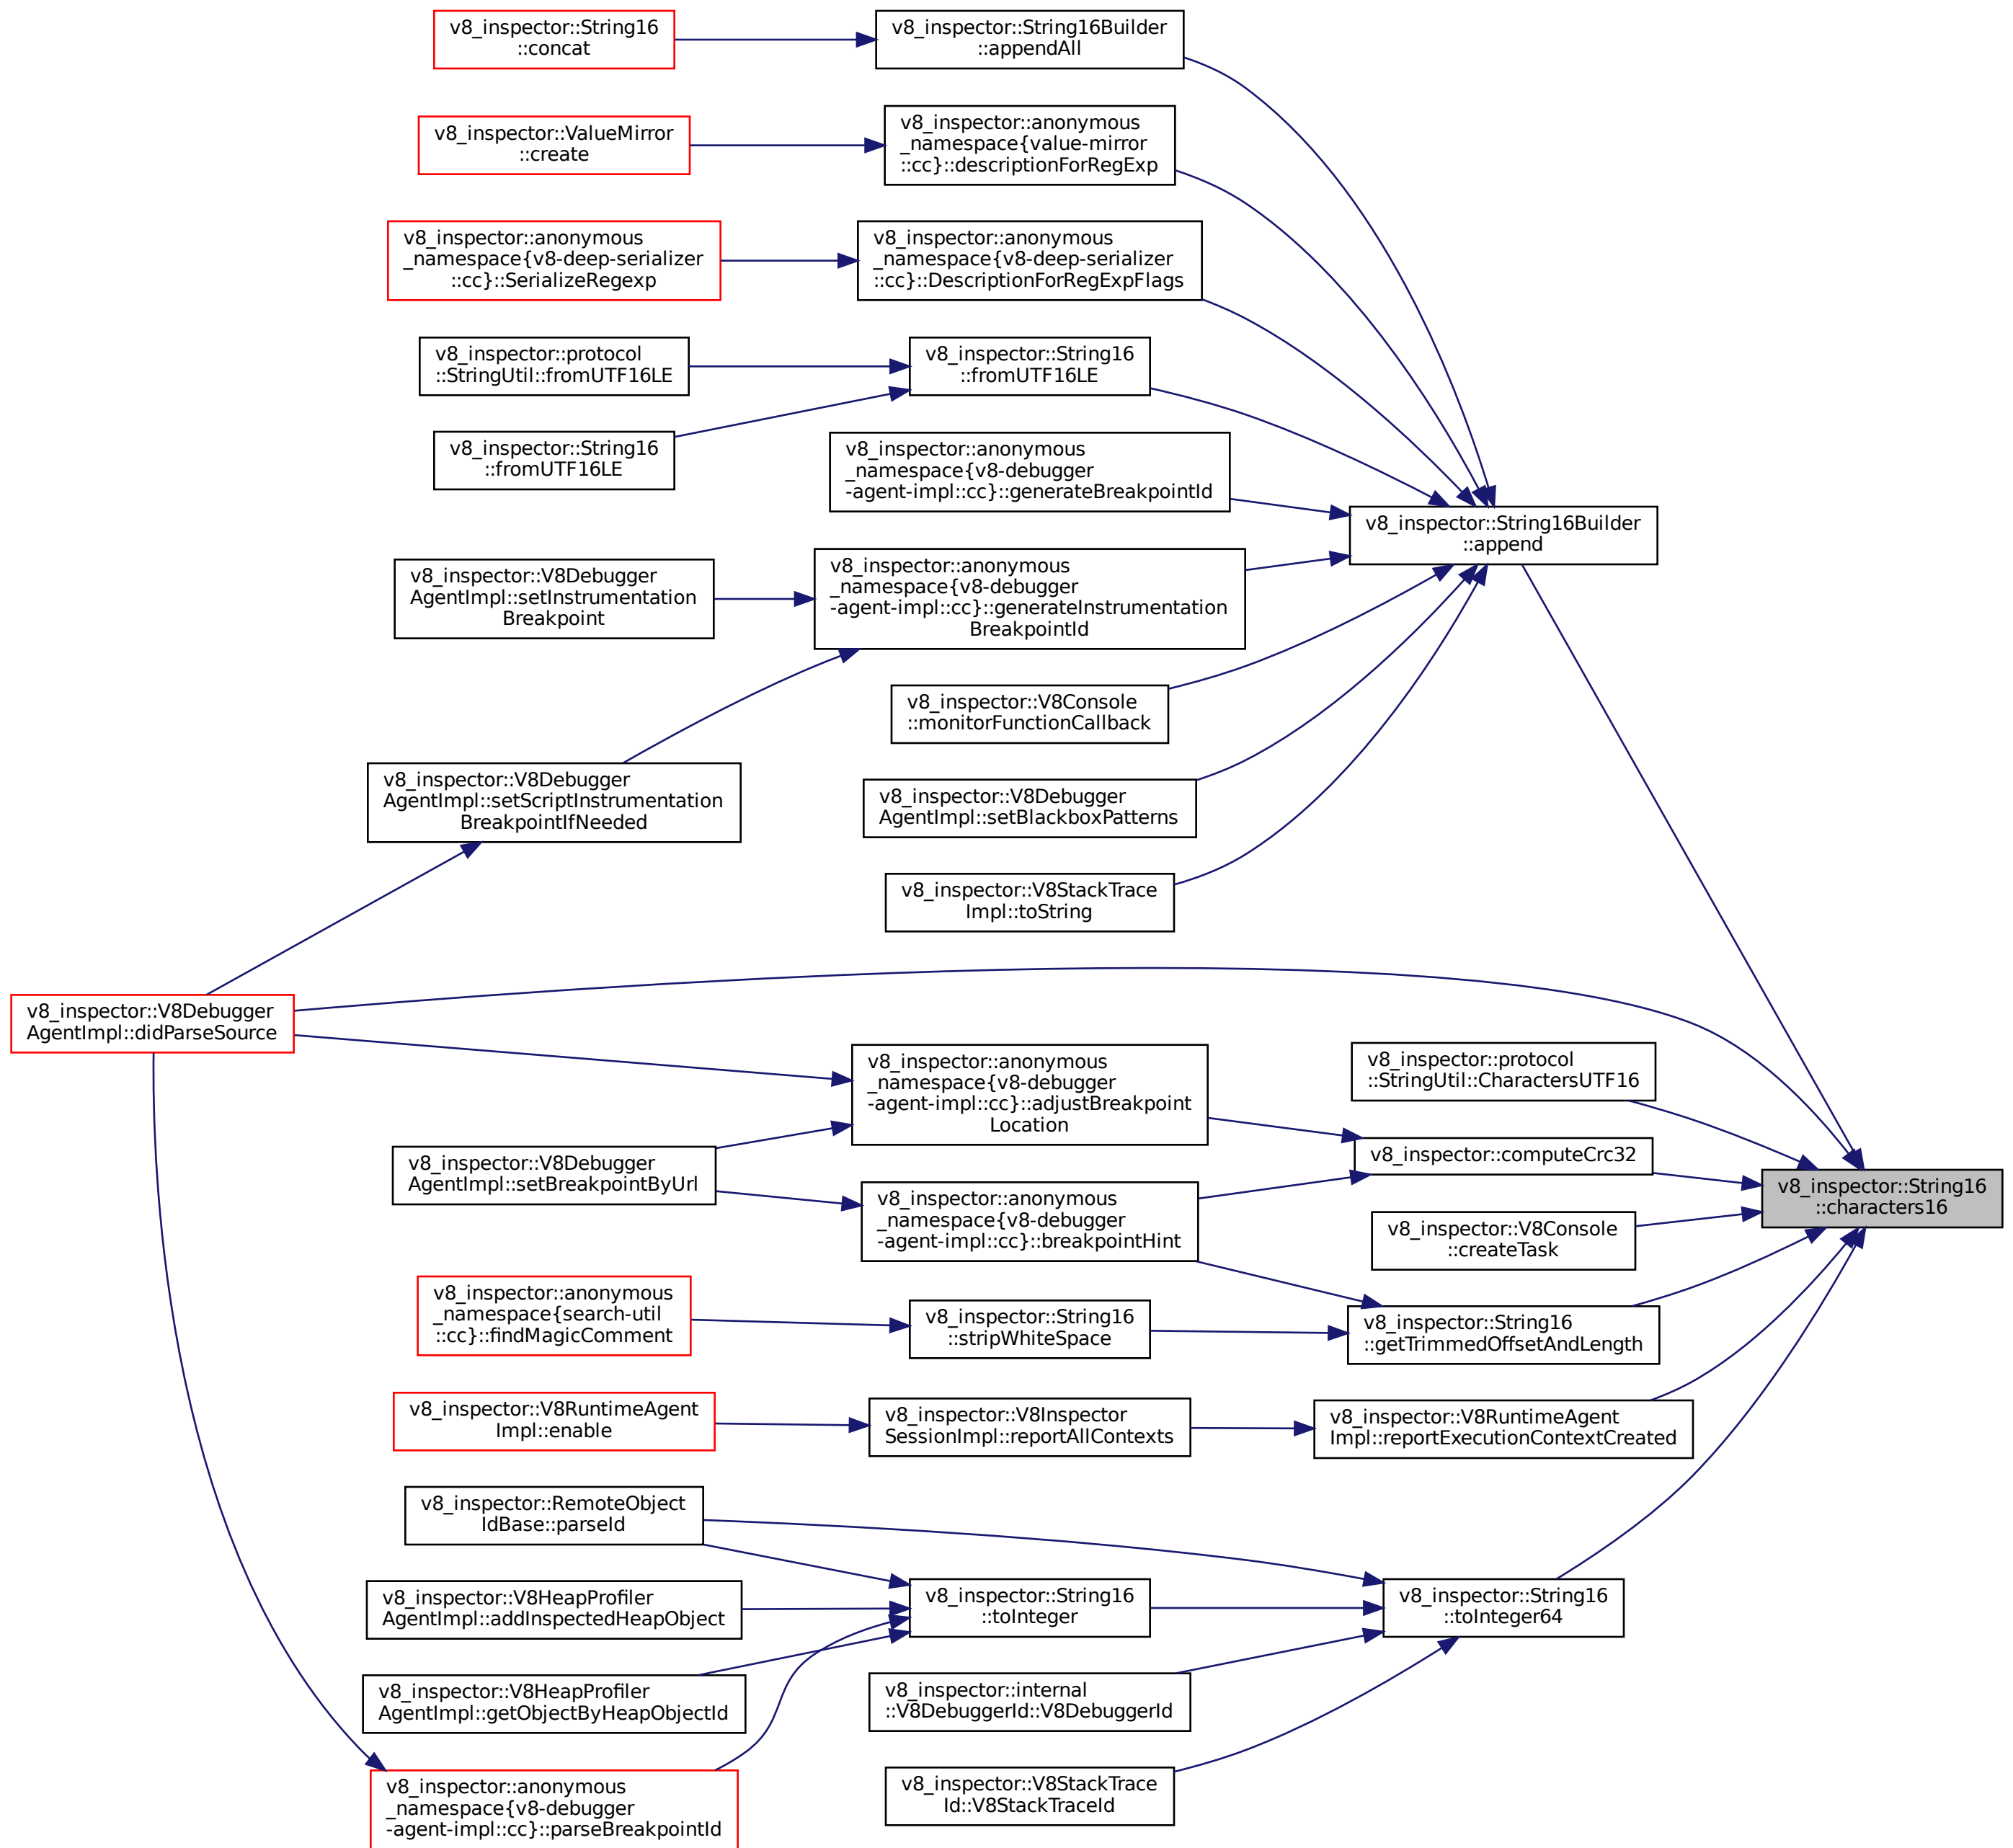 v8_inspector::String16
::concat
v8_inspector::String16Builder
::appendAll
v8_inspector::ValueMirror
::create
v8_inspector::anonymous
_namespace{value-mirror
::cc}::descriptionForRegExp
v8_inspector::anonymous
_namespace{v8-deep-serializer
::cc}::SerializeRegexp
v8_inspector::anonymous
_namespace{v8-deep-serializer
::cc}::DescriptionForRegExpFlags
v8_inspector::protocol
::StringUtil::fromUTF16LE
v8_inspector::String16
::fromUTF16LE
v8_inspector::String16
::fromUTF16LE
v8_inspector::anonymous
_namespace{v8-debugger
-agent-impl::cc}::generateBreakpointId
v8_inspector::String16Builder
::append
v8_inspector::V8Debugger
AgentImpl::setInstrumentation
Breakpoint
v8_inspector::anonymous
_namespace{v8-debugger
-agent-impl::cc}::generateInstrumentation
BreakpointId
v8_inspector::V8Console
::monitorFunctionCallback
v8_inspector::V8Debugger
AgentImpl::setScriptInstrumentation
BreakpointIfNeeded
v8_inspector::V8Debugger
AgentImpl::setBlackboxPatterns
v8_inspector::V8StackTrace
Impl::toString
v8_inspector::V8Debugger
AgentImpl::didParseSource
v8_inspector::anonymous
_namespace{v8-debugger
-agent-impl::cc}::adjustBreakpoint
Location
v8_inspector::protocol
::StringUtil::CharactersUTF16
v8_inspector::V8Debugger
AgentImpl::setBreakpointByUrl
v8_inspector::computeCrc32
v8_inspector::String16
::characters16
v8_inspector::anonymous
_namespace{v8-debugger
-agent-impl::cc}::breakpointHint
v8_inspector::V8Console
::createTask
v8_inspector::anonymous
_namespace{search-util
::cc}::findMagicComment
v8_inspector::String16
::stripWhiteSpace
v8_inspector::String16
::getTrimmedOffsetAndLength
v8_inspector::V8RuntimeAgent
Impl::enable
v8_inspector::V8Inspector
SessionImpl::reportAllContexts
v8_inspector::V8RuntimeAgent
Impl::reportExecutionContextCreated
v8_inspector::RemoteObject
IdBase::parseId
v8_inspector::V8HeapProfiler
AgentImpl::addInspectedHeapObject
v8_inspector::String16
::toInteger
v8_inspector::String16
::toInteger64
v8_inspector::V8HeapProfiler
AgentImpl::getObjectByHeapObjectId
v8_inspector::internal
::V8DebuggerId::V8DebuggerId
v8_inspector::anonymous
_namespace{v8-debugger
-agent-impl::cc}::parseBreakpointId
v8_inspector::V8StackTrace
Id::V8StackTraceId